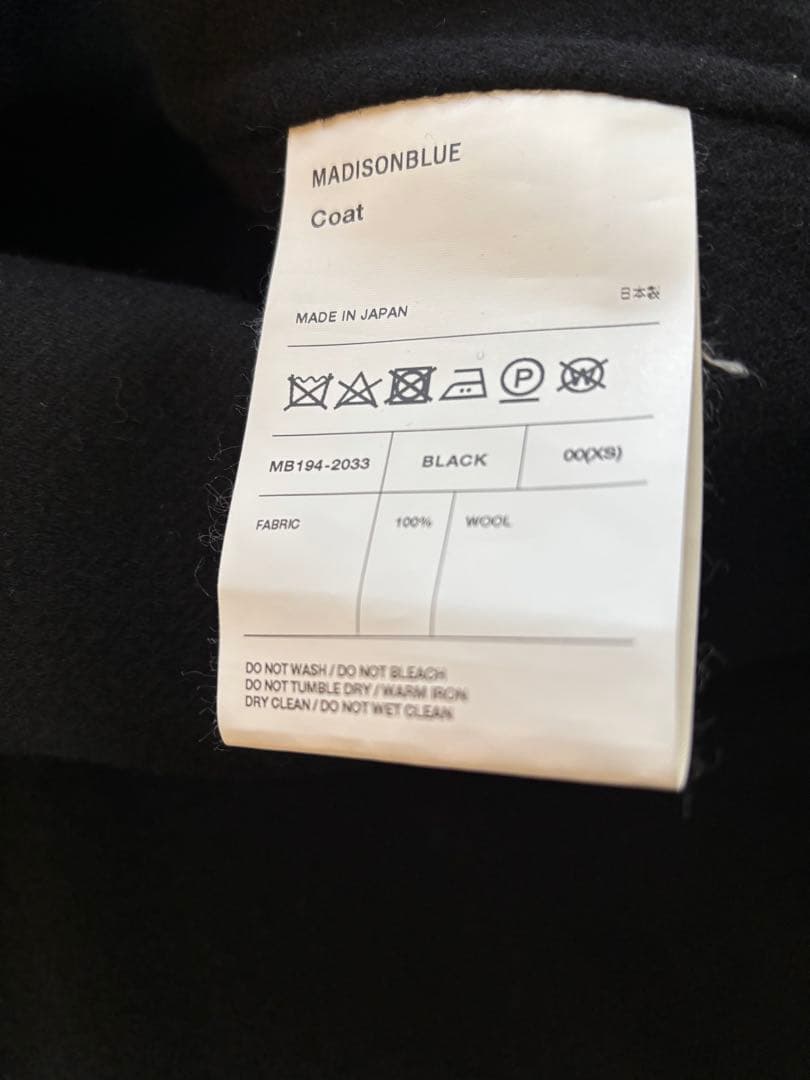 MADISONBLUE
Coat
日本製
MADE IN JAPAN
P W
MB194-2033 BLACK 00(XS)
FABRIC 100% WOOL
DO NOT WASH / DO NOT BLEACH
DO NOT TUMBLE DRY / WARM IRON
DRY CLEAN / DO NOT WET CLEAN